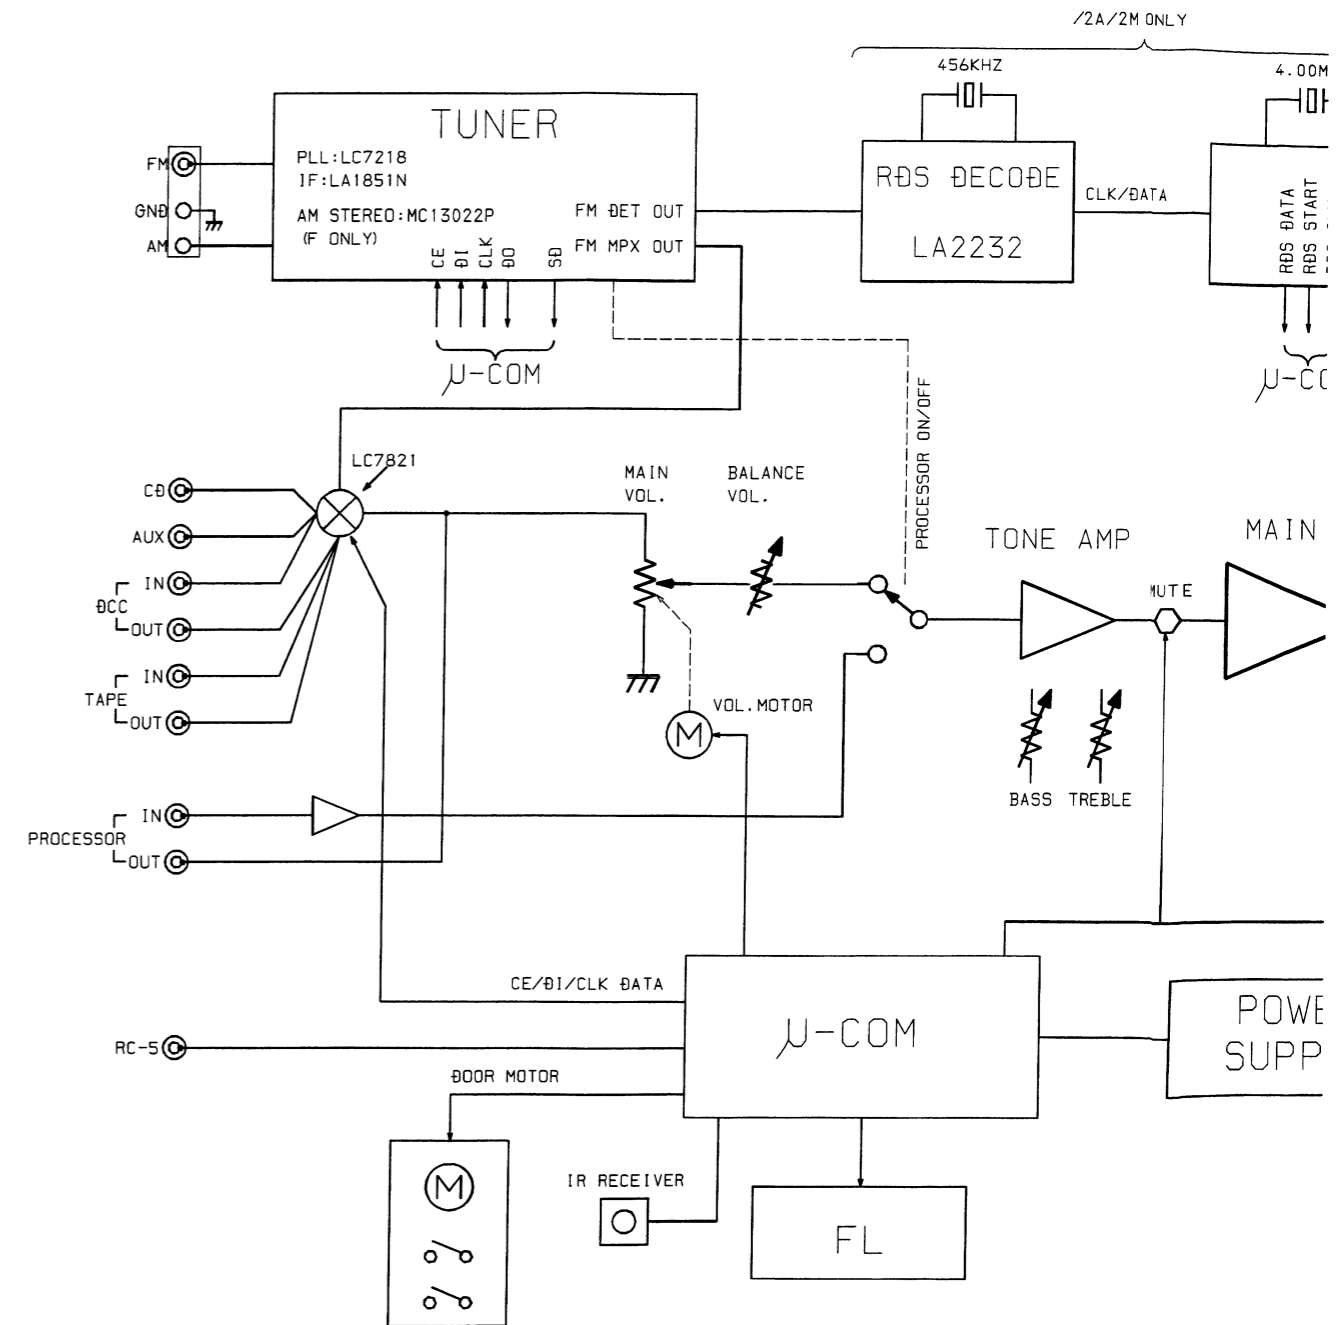 /2A/2M ONLY
456KHZ
4.00M
TUNER
PLL:LC7218
IF:LA1851N
AM STEREO:MC13022P
(F ONLY)
FM DET OUT
FM MPX OUT
CE
DI
CLK
DO
SD
FM
GND
AM
μ-COM
RDS DECODE
LA2232
CLK/DATA
RDS DATA
RDS START
μ-CO
LC7821
CD
AUX
IN
DCC
OUT
IN
TAPE
OUT
MAIN
VOL.
BALANCE
VOL.
PROCESSOR ON/OFF
TONE AMP
MAIN
MUTE
VOL.MOTOR
M
BASS
TREBLE
IN
PROCESSOR
OUT
CE/DI/CLK DATA
μ-COM
POWE
SUPP
RC-5
DOOR MOTOR
M
IR RECEIVER
FL